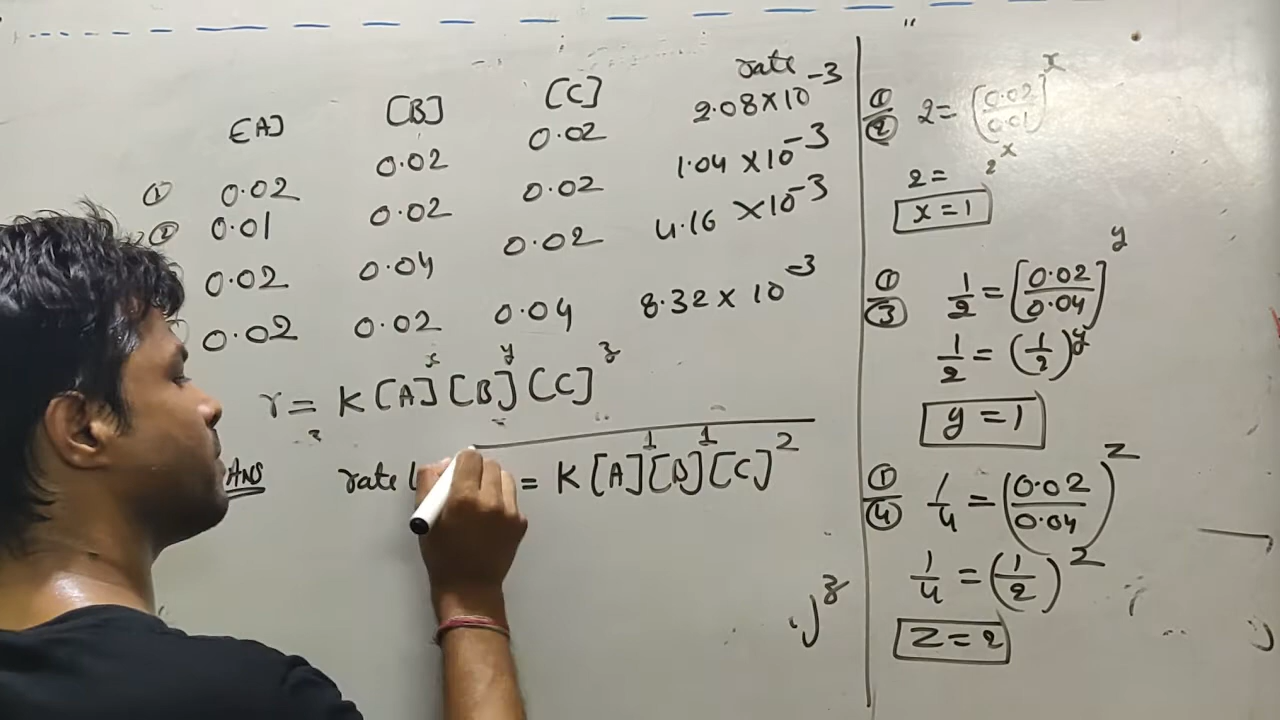 [A] [B] [C] rate
① 0.02 0.02 0.02 2.08×10⁻³
② 0.01 0.02 0.02 1.04×10⁻³
0.02 0.04 0.02 4.16×10⁻³
0.02 0.02 0.04 8.32×10⁻³
r = K[A]ˣ[B]ʸ[C]ᶻ
ANS rate = K[A]¹[B]¹[C]²
①/② 2 = [0.02/0.01]ˣ
2 = 2ˣ
x=1
①/③ 1/2 = [0.02/0.04]ʸ
1/2 = (1/2)ʸ
y=1
①/④ 1/4 = (0.02/0.04)ᶻ
1/4 = (1/2)ᶻ
Z=2